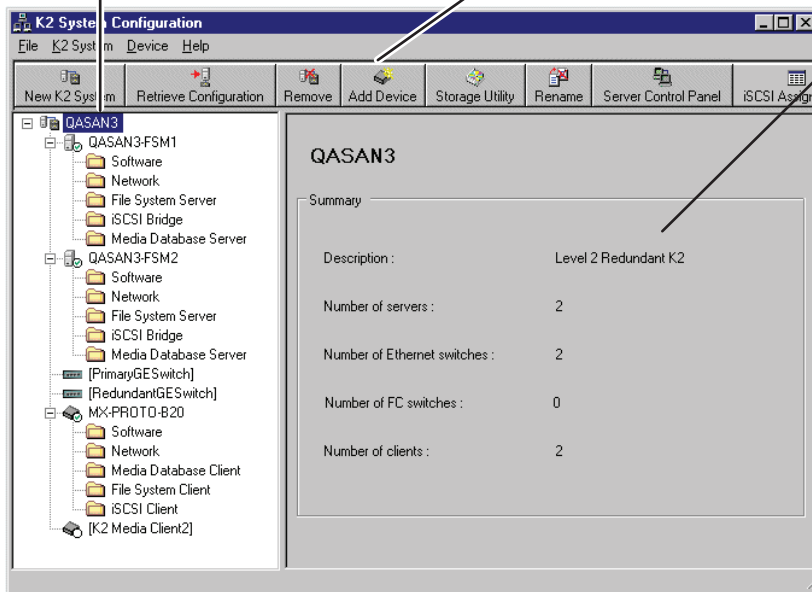 K2 System Configuration
File K2 System Device Help
New K2 System Retrieve Configuration Remove Add Device Storage Utility Rename Server Control Panel iSCSI Assign
QASAN3
QASAN3-FSM1
Software
Network
File System Server
iSCSI Bridge
Media Database Server
QASAN3-FSM2
Software
Network
File System Server
iSCSI Bridge
Media Database Server
[PrimaryGESwitch]
[RedundantGESwitch]
MX-PROTO-B20
Software
Network
Media Database Client
File System Client
iSCSI Client
[K2 Media Client2]
QASAN3
Summary
Description : Level 2 Redundant K2
Number of servers : 2
Number of Ethernet switches : 2
Number of FC switches : 0
Number of clients : 2